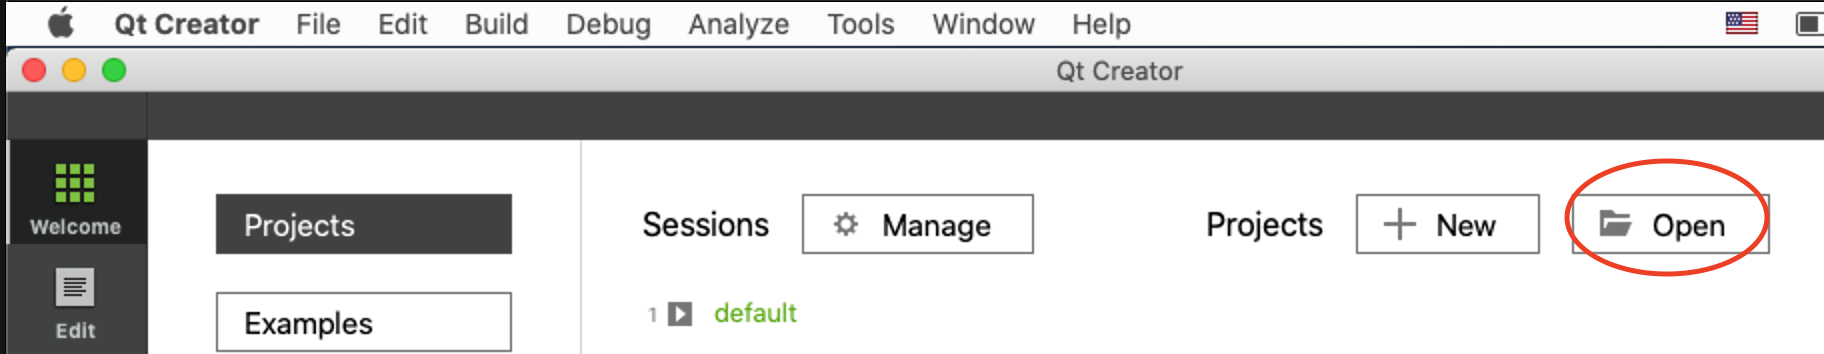 Qt Creator File Edit Build Debug Analyze Tools Window Help
Qt Creator
Welcome
Edit
Projects
Examples
Sessions Manage Projects New Open
1 default